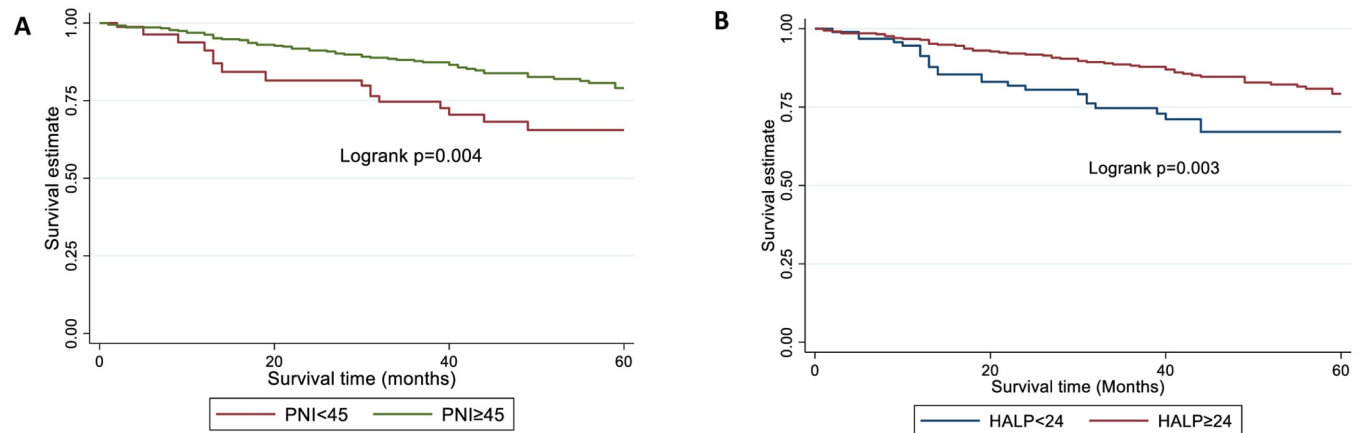 A
1.00
0.75
0.50
0.25
0.00
Survival estimate
Logrank p=0.004
0 20 40 60
Survival time (months)
PNI<45 PNI≥45
B
1.00
0.75
0.50
0.25
0.00
Survival estimate
Logrank p=0.003
0 20 40 60
Survival time (Months)
HALP<24 HALP≥24